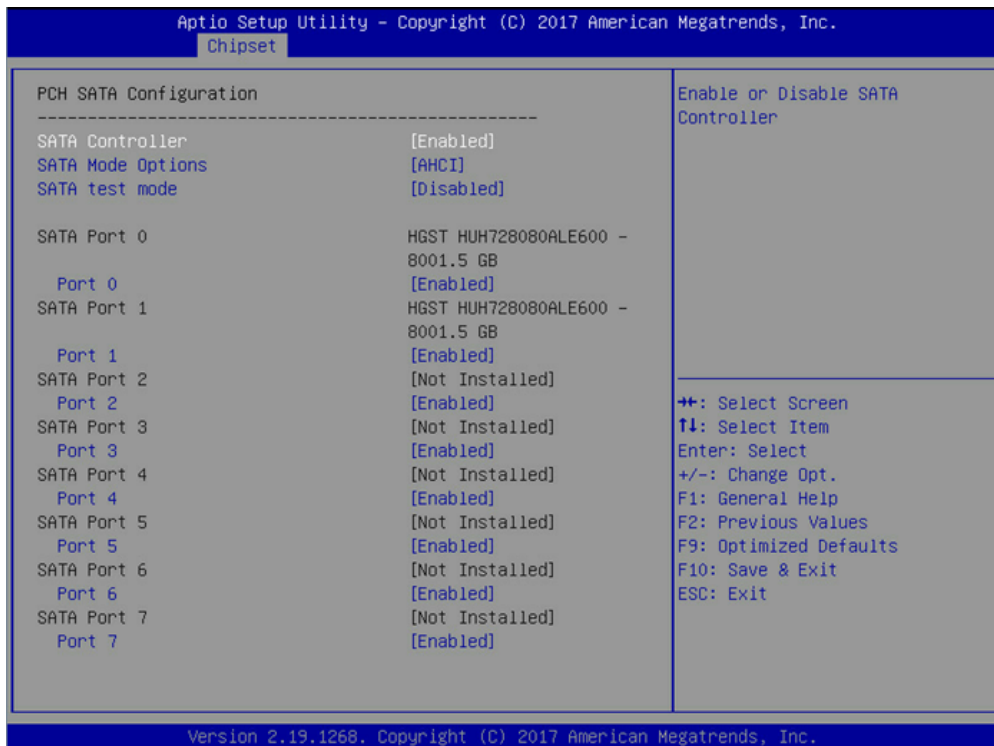 Aptio Setup Utility – Copyright (C) 2017 American Megatrends, Inc.
Chipset
PCH SATA Configuration
--------------------------------------------------
SATA Controller [Enabled]
SATA Mode Options [AHCI]
SATA test mode [Disabled]
SATA Port 0 HGST HUH728080ALE600 –
8001.5 GB
Port 0 [Enabled]
SATA Port 1 HGST HUH728080ALE600 –
8001.5 GB
Port 1 [Enabled]
SATA Port 2 [Not Installed]
Port 2 [Enabled]
SATA Port 3 [Not Installed]
Port 3 [Enabled]
SATA Port 4 [Not Installed]
Port 4 [Enabled]
SATA Port 5 [Not Installed]
Port 5 [Enabled]
SATA Port 6 [Not Installed]
Port 6 [Enabled]
SATA Port 7 [Not Installed]
Port 7 [Enabled]
Enable or Disable SATA
Controller
→←: Select Screen
↑↓: Select Item
Enter: Select
+/-: Change Opt.
F1: General Help
F2: Previous Values
F9: Optimized Defaults
F10: Save & Exit
ESC: Exit
Version 2.19.1268. Copyright (C) 2017 American Megatrends, Inc.